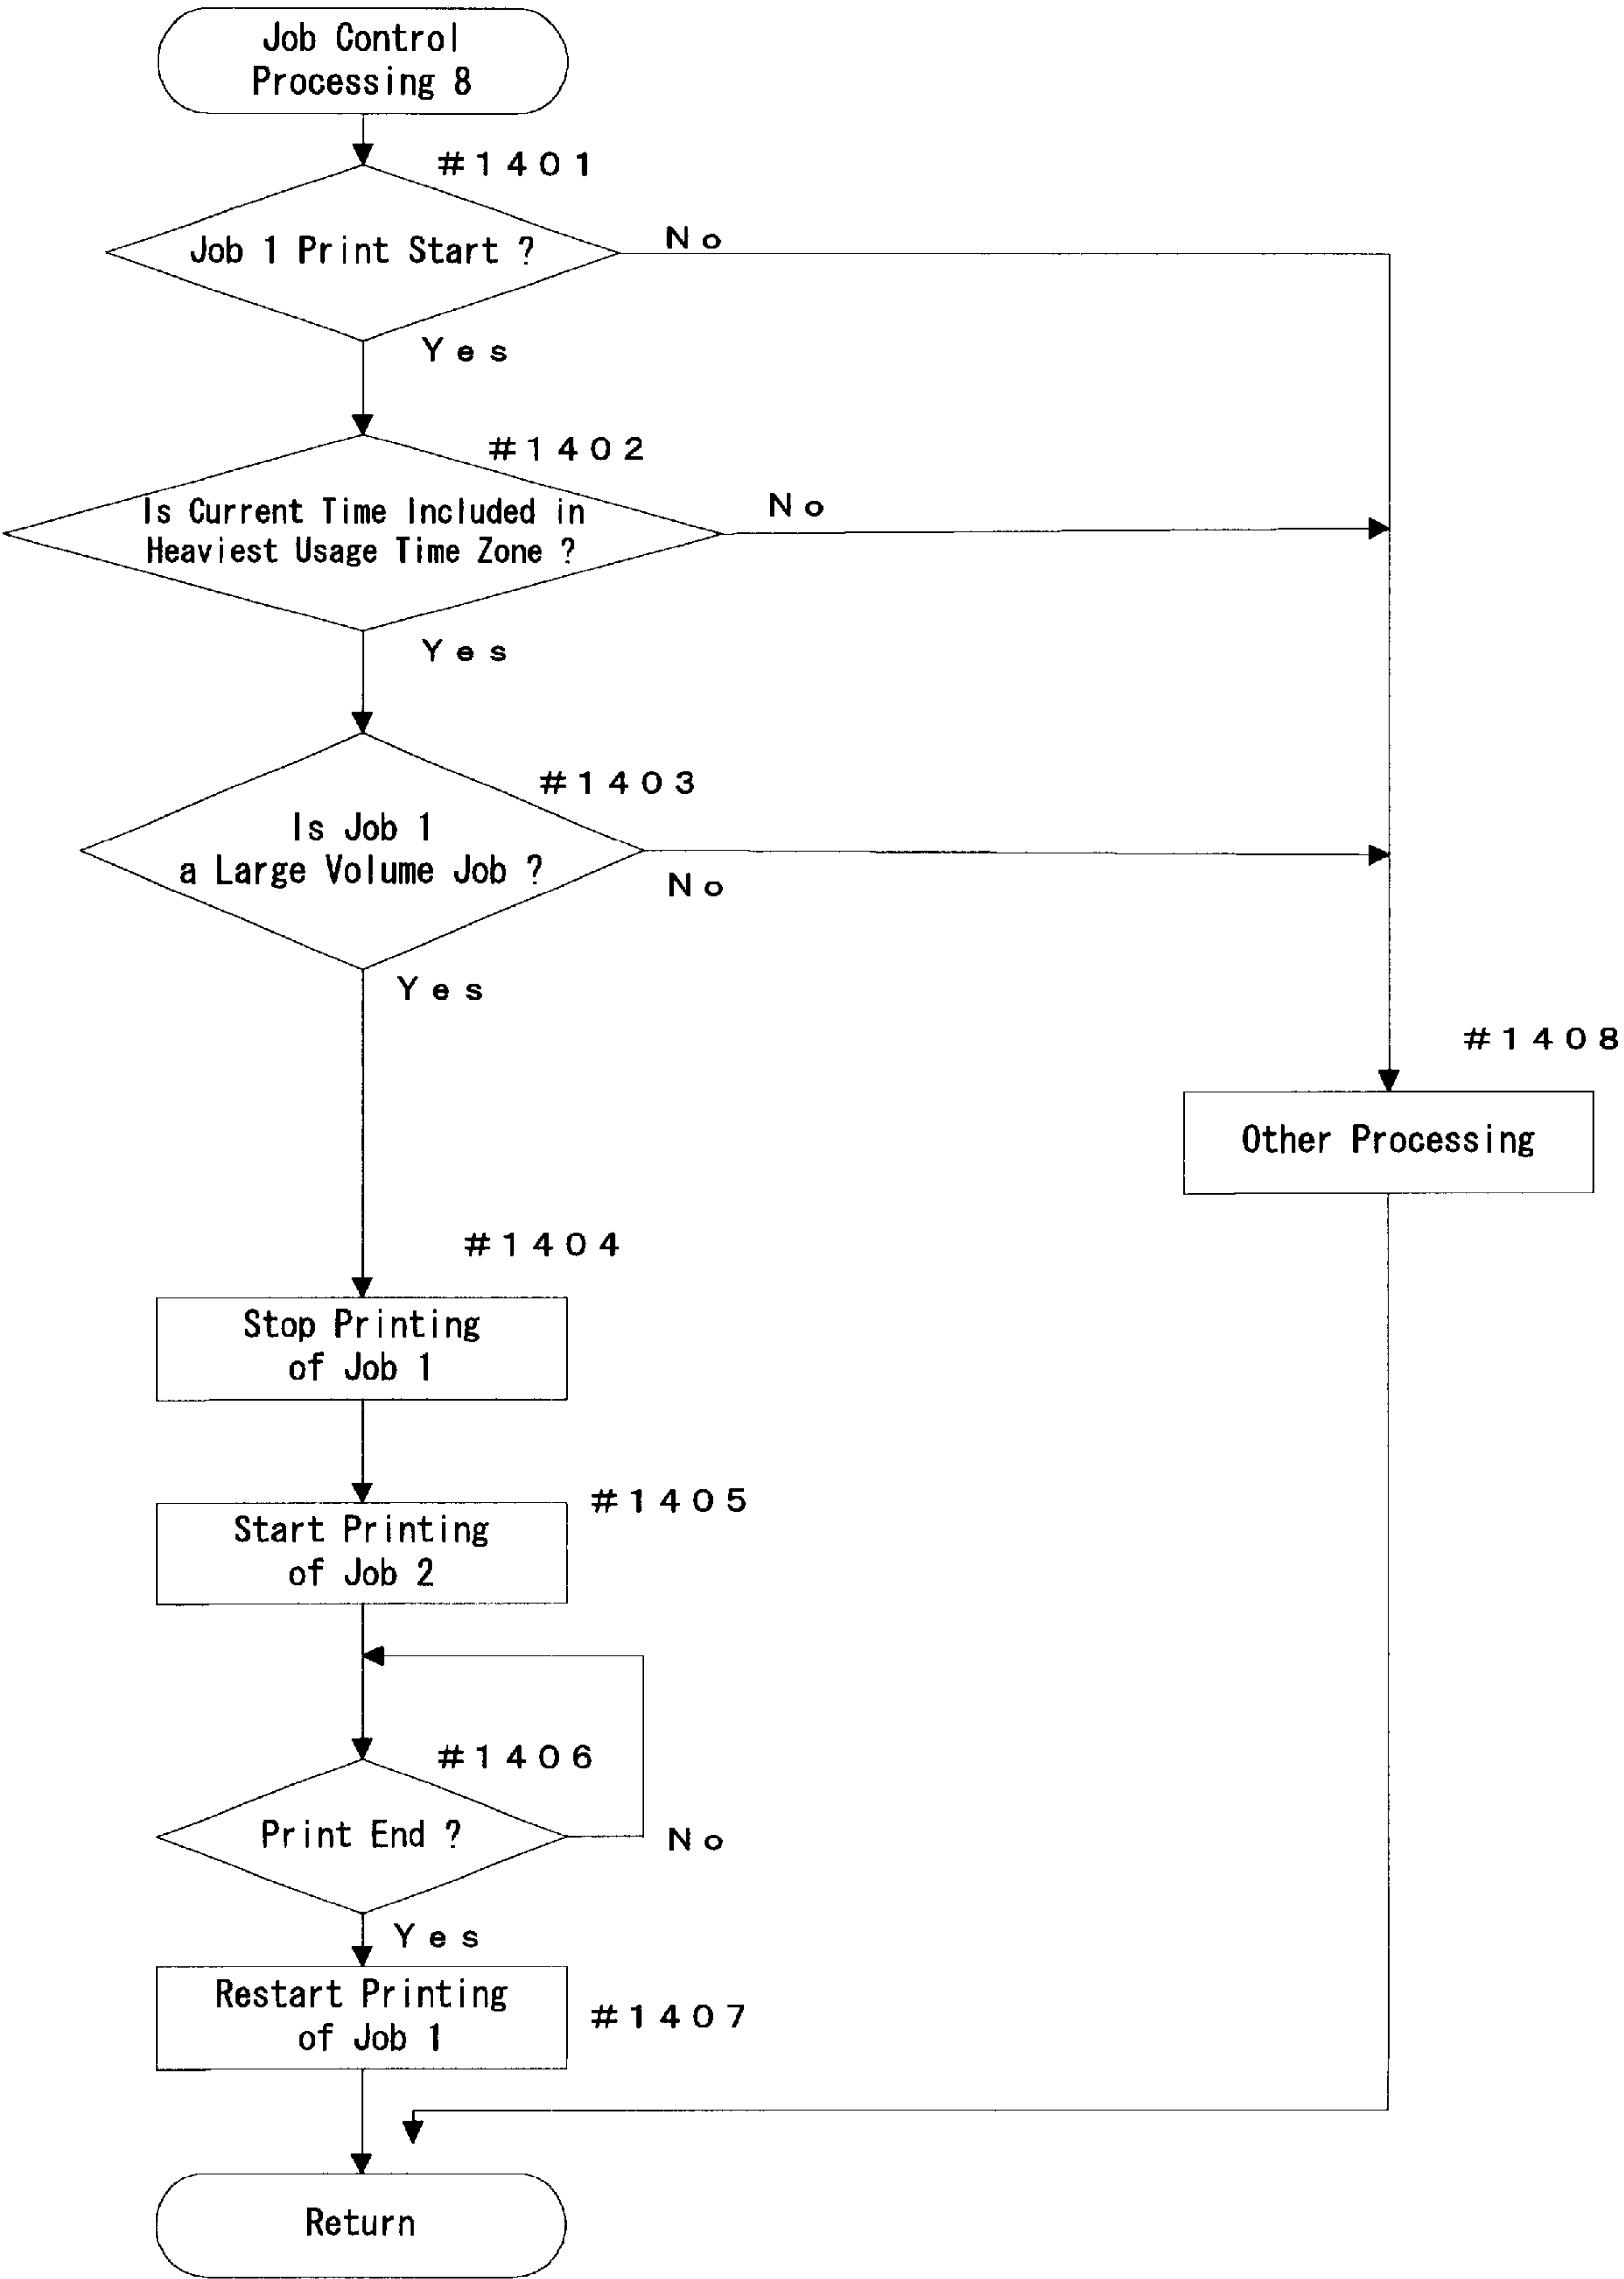 Job Control
Processing 8
#1401
Job 1 Print Start ?
No
Yes
#1402
Is Current Time Included in
Heaviest Usage Time Zone ?
No
Yes
#1403
Is Job 1
a Large Volume Job ?
No
Yes
#1408
Other Processing
#1404
Stop Printing
of Job 1
#1405
Start Printing
of Job 2
#1406
Print End ?
No
Yes
Restart Printing
of Job 1
#1407
Return